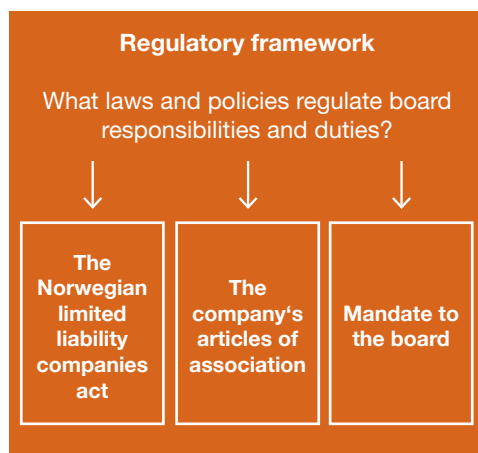 Regulatory framework
What laws and policies regulate board
responsibilities and duties?
The
Norwegian
limited
liability
companies
act
The
company‘s
articles of
association
Mandate to
the board